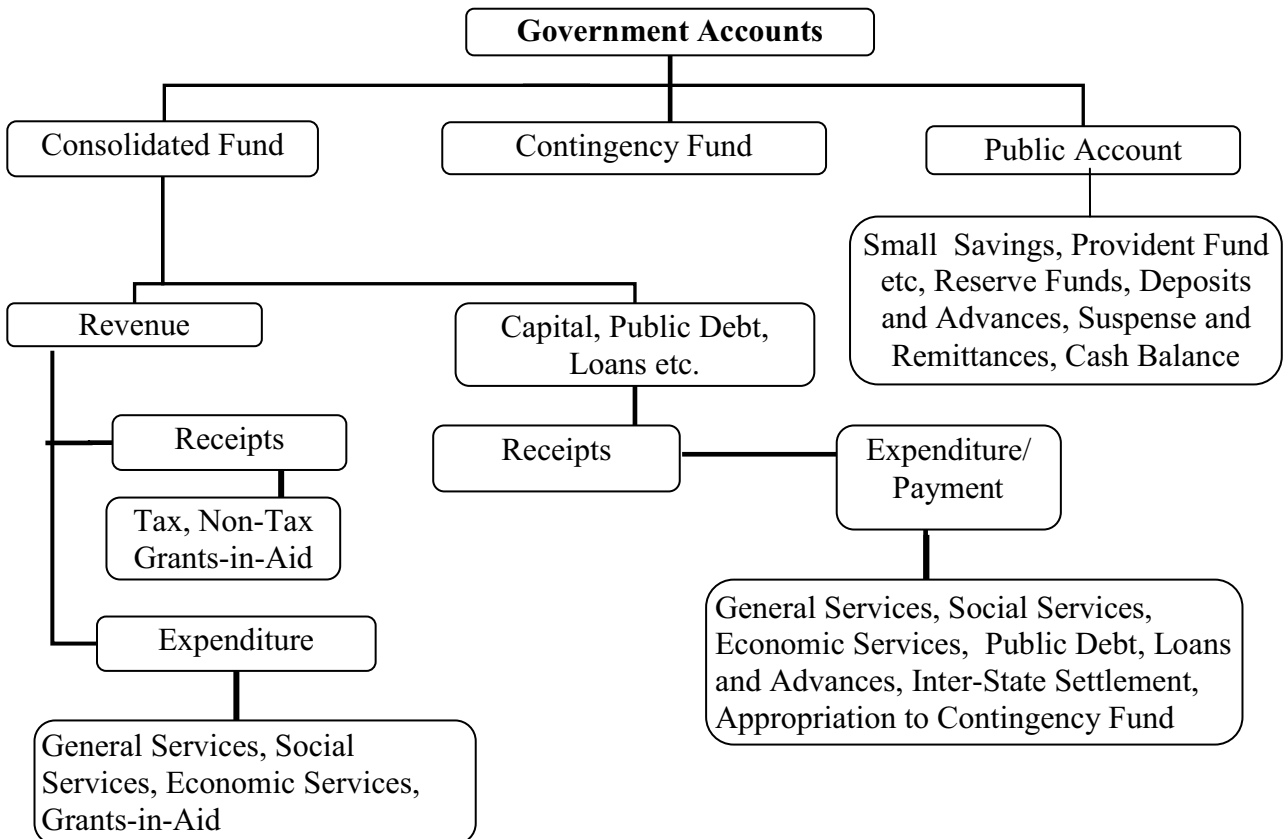 Government Accounts
Consolidated Fund
Contingency Fund
Public Account
Small Savings, Provident Fund
etc, Reserve Funds, Deposits
and Advances, Suspense and
Remittances, Cash Balance
Revenue
Capital, Public Debt,
Loans etc.
Receipts
Tax, Non-Tax
Grants-in-Aid
Expenditure
General Services, Social
Services, Economic Services,
Grants-in-Aid
Receipts
Expenditure/
Payment
General Services, Social Services,
Economic Services, Public Debt, Loans
and Advances, Inter-State Settlement,
Appropriation to Contingency Fund